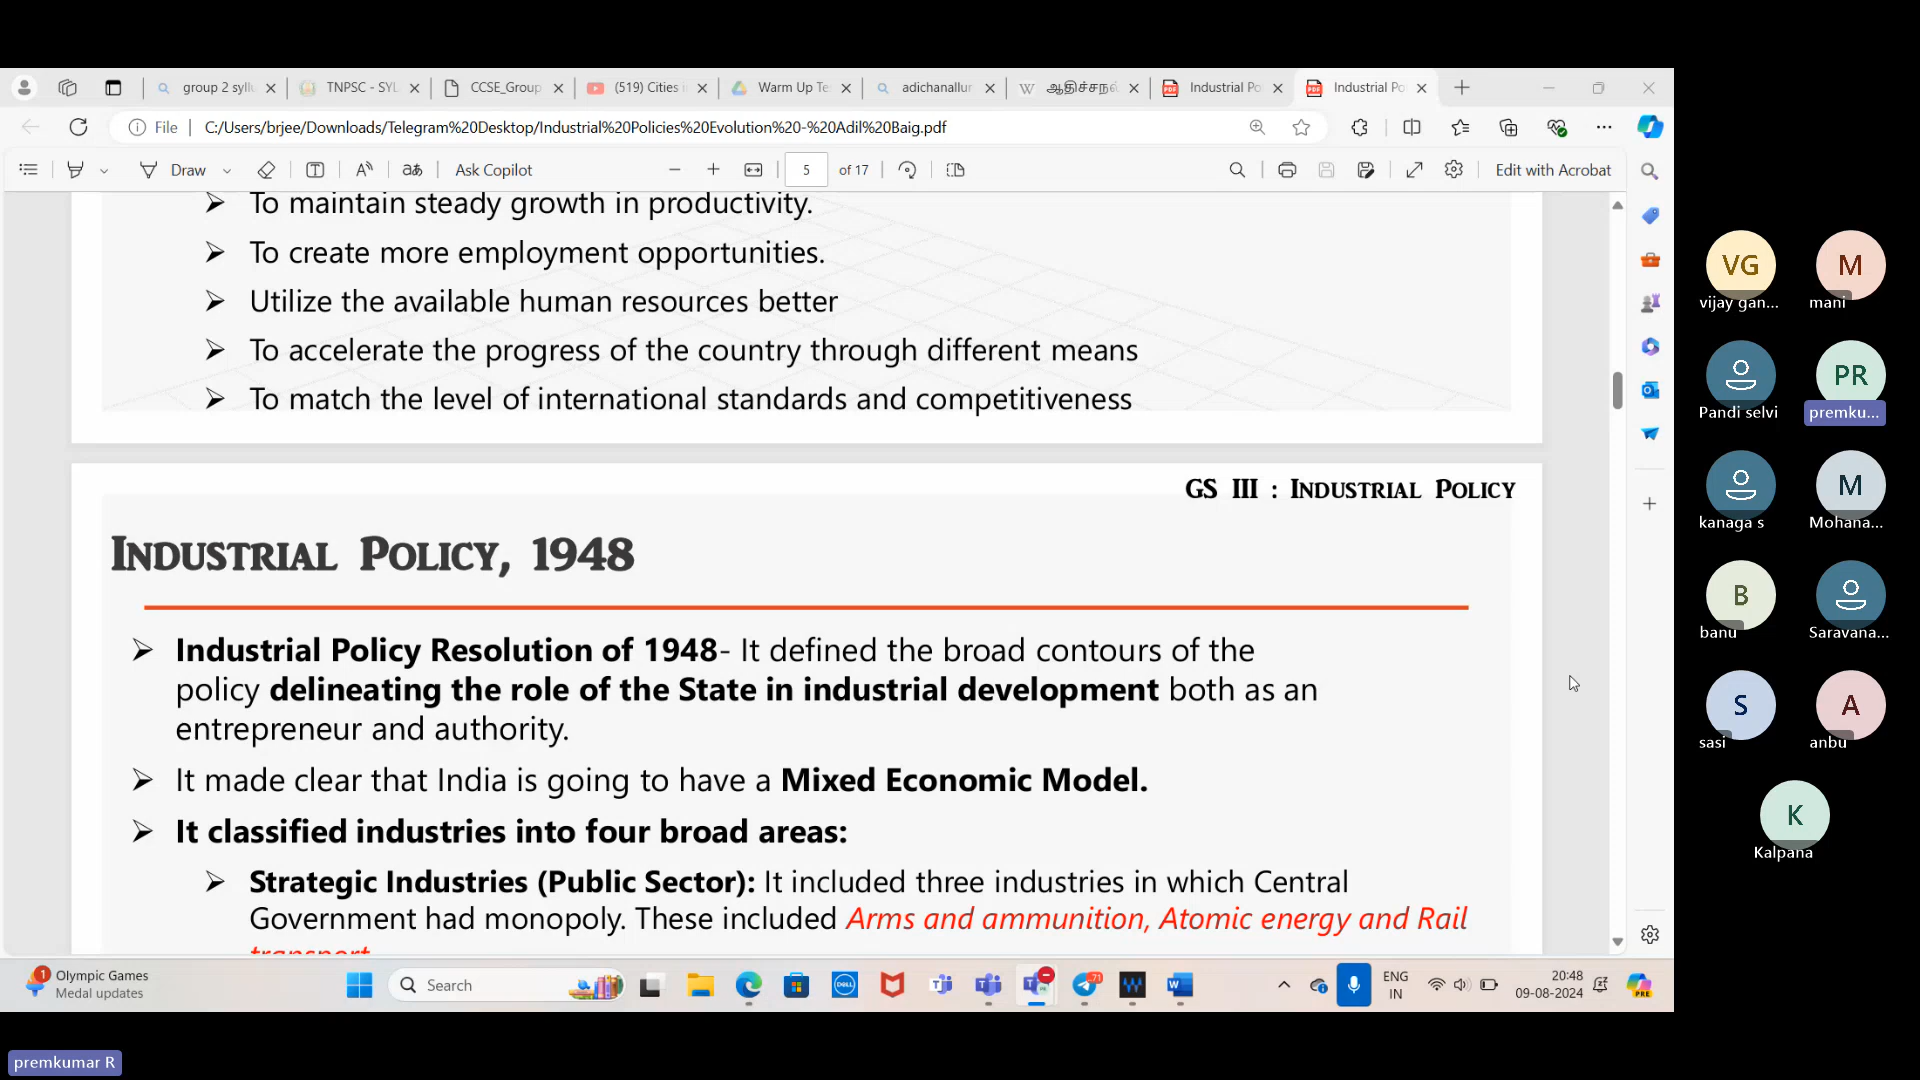 group 2 syllu
TNPSC - SYL
CCSE_Group
(519) Cities i
Warm Up Te
adichanallur
ஆதிச்சநல்
Industrial Po
Industrial Po
File
C:/Users/brjee/Downloads/Telegram%20Desktop/Industrial%20Policies%20Evolution%20-%20Adil%20Baig.pdf
Draw
Ask Copilot
5 of 17
Edit with Acrobat
To maintain steady growth in productivity.
To create more employment opportunities.
Utilize the available human resources better
To accelerate the progress of the country through different means
To match the level of international standards and competitiveness
GS III : Industrial Policy
Industrial Policy, 1948
Industrial Policy Resolution of 1948- It defined the broad contours of the
policy delineating the role of the State in industrial development both as an
entrepreneur and authority.
It made clear that India is going to have a Mixed Economic Model.
It classified industries into four broad areas:
Strategic Industries (Public Sector): It included three industries in which Central
Government had monopoly. These included Arms and ammunition, Atomic energy and Rail
transport
VG
vijay gan...
M
mani
Pandi selvi
PR
premku...
kanaga s
M
Mohana...
B
banu
Saravana...
S
sasi
A
anbu
K
Kalpana
1
Olympic Games
Medal updates
Search
DELL
71
W
ENG
IN
20:48
09-08-2024
PRE
premkumar R